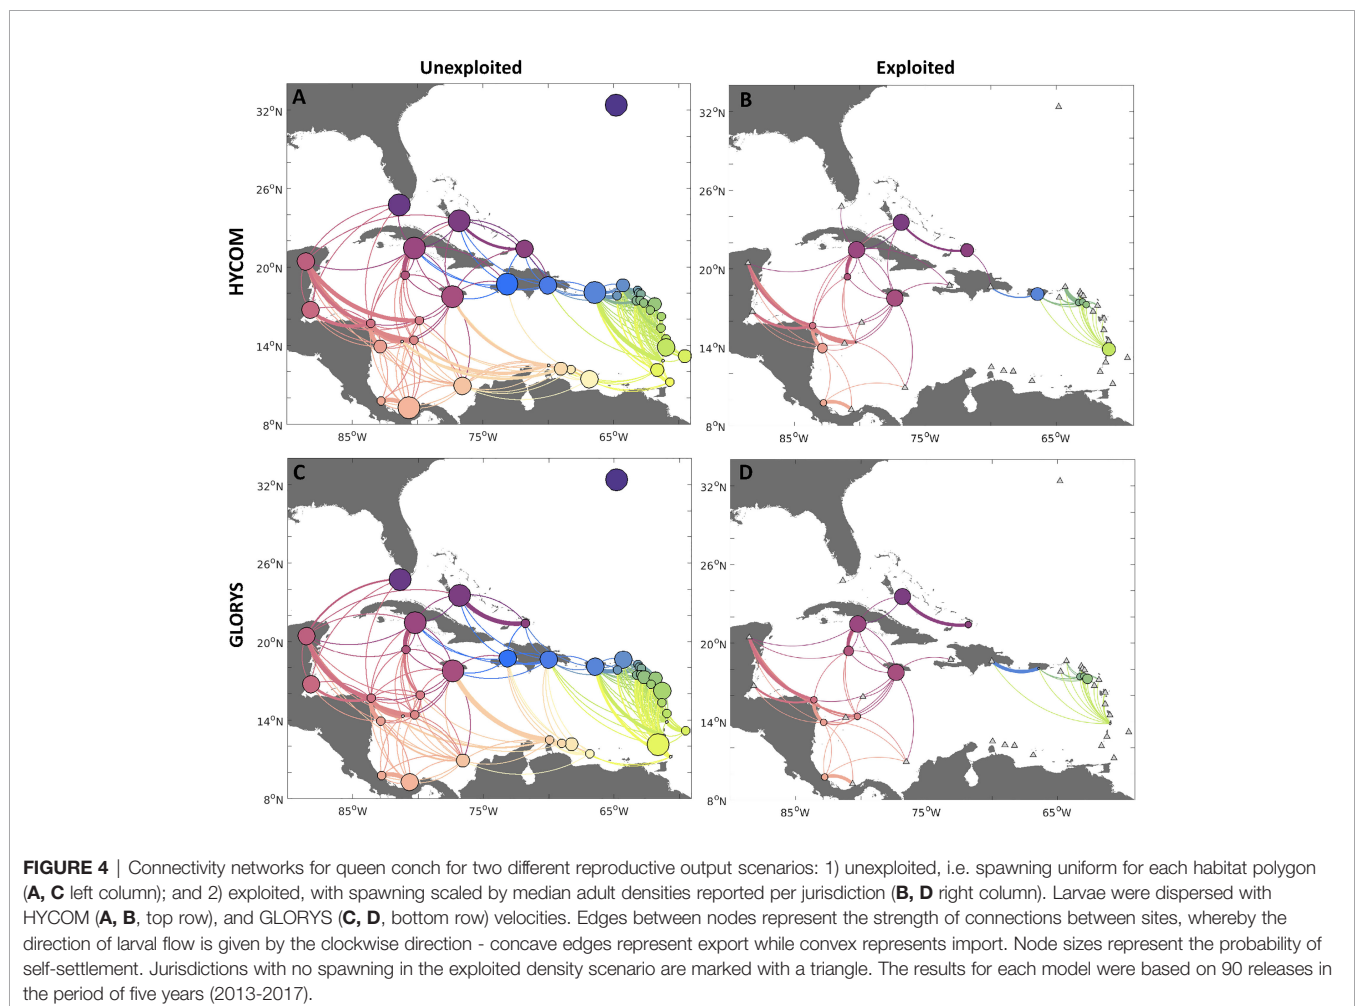 Unexploited
Exploited
HYCOM
A
32°N
26°N
20°N
14°N
8°N
85°W
75°W
65°W
B
32°N
26°N
20°N
14°N
8°N
85°W
75°W
65°W
GLORYS
C
32°N
26°N
20°N
14°N
8°N
85°W
75°W
65°W
D
32°N
26°N
20°N
14°N
8°N
85°W
75°W
65°W
FIGURE 4 | Connectivity networks for queen conch for two different reproductive output scenarios: 1) unexploited, i.e. spawning uniform for each habitat polygon
(A, C left column); and 2) exploited, with spawning scaled by median adult densities reported per jurisdiction (B, D right column). Larvae were dispersed with
HYCOM (A, B, top row), and GLORYS (C, D, bottom row) velocities. Edges between nodes represent the strength of connections between sites, whereby the
direction of larval flow is given by the clockwise direction - concave edges represent export while convex represents import. Node sizes represent the probability of
self-settlement. Jurisdictions with no spawning in the exploited density scenario are marked with a triangle. The results for each model were based on 90 releases in
the period of five years (2013-2017).